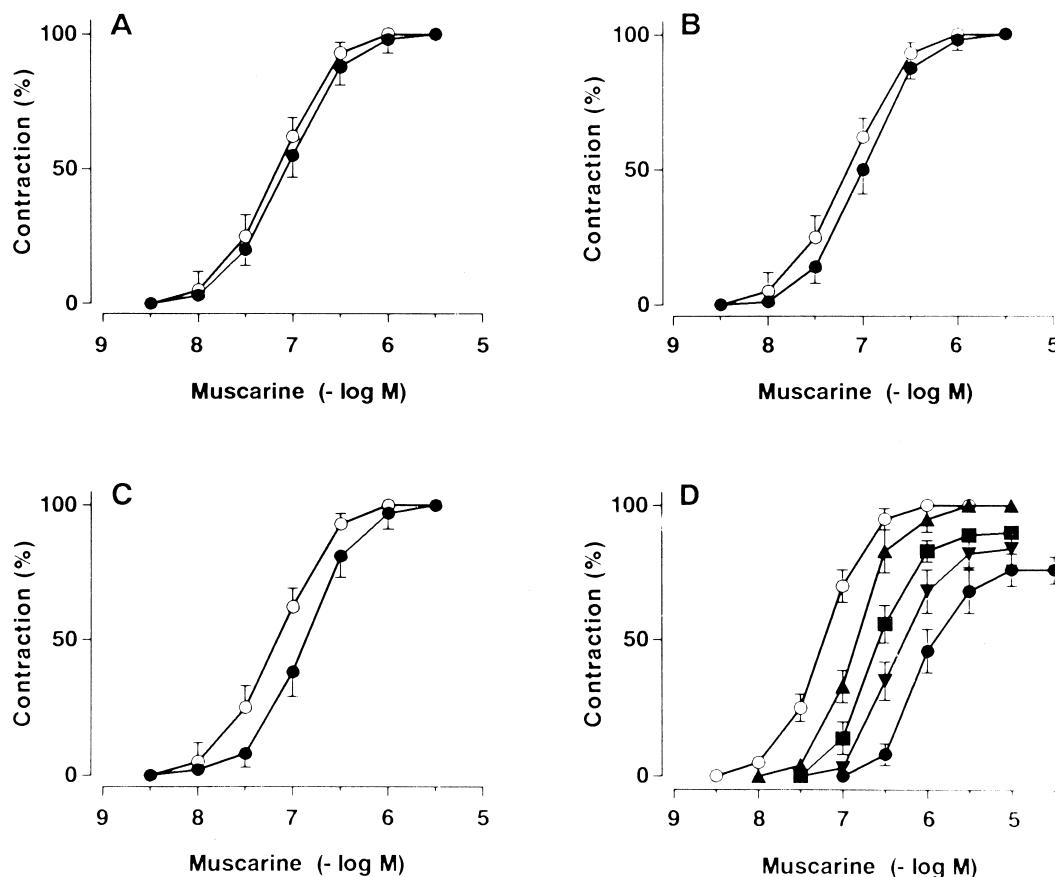 A
Contraction (%)
100
50
0
9 8 7 6 5
Muscarine (- log M)
B
Contraction (%)
100
50
0
9 8 7 6 5
Muscarine (- log M)
C
Contraction (%)
100
50
0
9 8 7 6 5
Muscarine (- log M)
D
Contraction (%)
100
50
0
9 8 7 6 5
Muscarine (- log M)